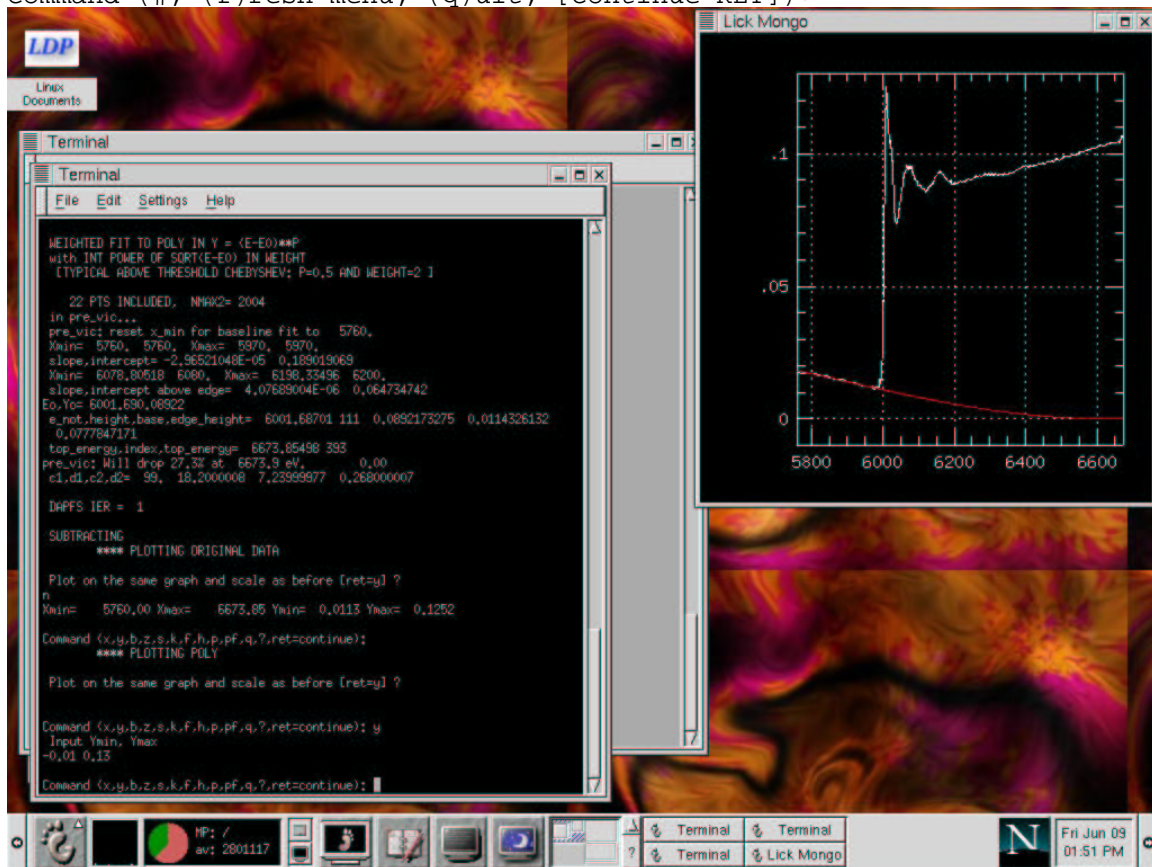 Command (#, (r)fresh menu, (q)uit, [Continue KEY]):
LDP
Linux
Documents
Lick Mongo
.1
.05
0
5800 6000 6200 6400 6600
Terminal
Terminal
File Edit Settings Help
WEIGHTED FIT TO POLY IN Y = (E-E0)**P
with INT POWER OF SQRT(E-E0) IN WEIGHT
[TYPICAL ABOVE THRESHOLD CHEBYSHEV: P=0.5 AND WEIGHT=2 ]
22 PTS INCLUDED, NMAX2= 2004
in pre_vic...
pre_vic: reset x_min for baseline fit to 5760.
Xmin= 5760. 5760. Xmax= 5970. 5970.
slope,intercept= -2.96521048E-05 0.189019069
Xmin= 6078.80518 6080. Xmax= 6198.33496 6200.
slope,intercept above edge= 4.07689004E-06 0.064734742
Eo,Yo= 6001.690.08922
e_not,height,base,edge_height= 6001.68701 111 0.0892173275 0.0114326132
0.0777847171
top_energy,index,top_energy= 6673.85498 393
pre_vic: Will drop 27.3% at 6673.9 eV. 0.00
c1,d1,c2,d2= 99. 18.2000008 7.23999977 0.268000007
DAPFS IER = 1
SUBTRACTING
**** PLOTTING ORIGINAL DATA
Plot on the same graph and scale as before [ret=y] ?
n
Xmin= 5760.00 Xmax= 6673.85 Ymin= 0.0113 Ymax= 0.1252
Command (x,y,b,z,s,k,f,h,p,pf,q,?,ret=continue):
**** PLOTTING POLY
Plot on the same graph and scale as before [ret=y] ?
Command (x,y,b,z,s,k,f,h,p,pf,q,?,ret=continue): y
Input Ymin, Ymax
-0.01 0.13
Command (x,y,b,z,s,k,f,h,p,pf,q,?,ret=continue):
MP: /
av: 2801117
?
Terminal Terminal
Terminal Lick Mongo
N
Fri Jun 09
01:51 PM